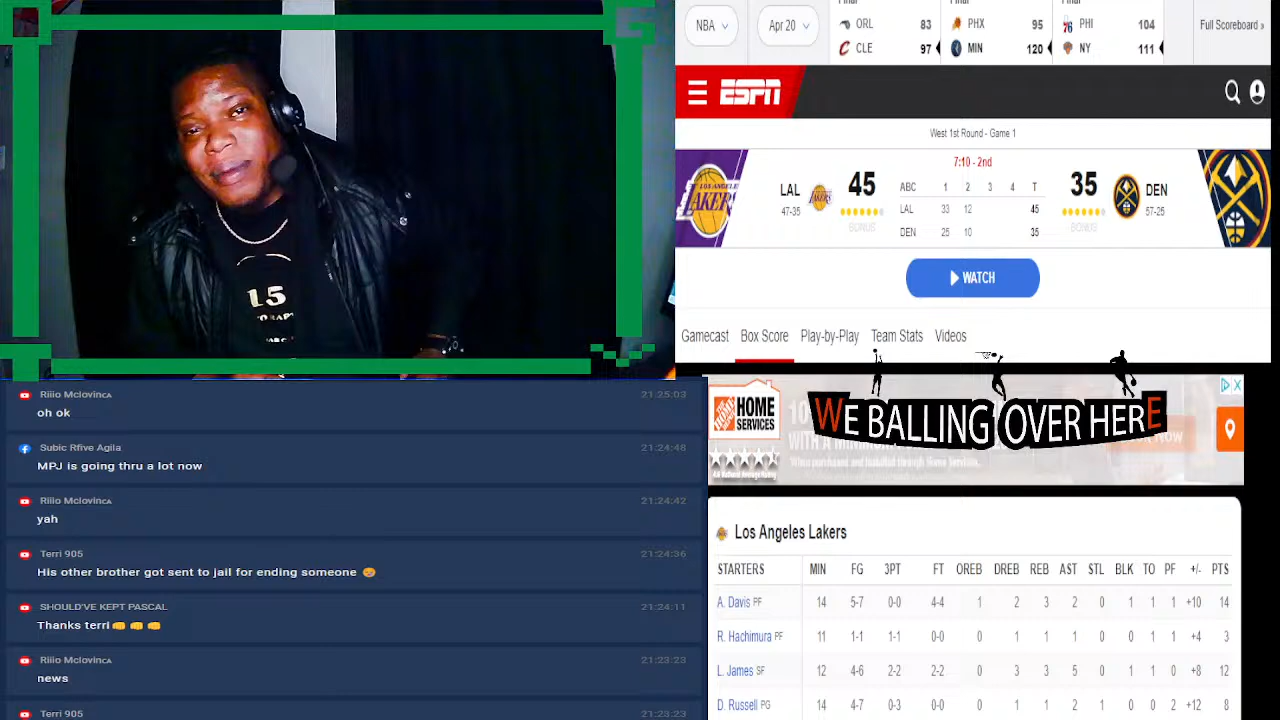 15
Riiio MclovincA 21:25:03
oh ok
Subic Rfive Agila 21:24:48
MPJ is going thru a lot now
Riiio MclovincA 21:24:42
yah
Terri 905 21:24:36
His other brother got sent to jail for ending someone
SHOULD'VE KEPT PASCAL 21:24:11
Thanks terri
Riiio MclovincA 21:23:23
news
Terri 905 21:23:23
NBA Apr 20
Final Final
ORL 83 PHX 95 PHI 104
CLE 97 MIN 120 NY 111
Full Scoreboard »
ESPN
West 1st Round - Game 1
7:10 - 2nd
LAL 47-35 45
BONUS
ABC 1 2 3 4 T
LAL 33 12 45
DEN 25 10 35
35 DEN 57-25
BONUS
WATCH
Gamecast Box Score Play-by-Play Team Stats Videos
HOME SERVICES
WE BALLING OVER HERE
Los Angeles Lakers
STARTERS MIN FG 3PT FT OREB DREB REB AST STL BLK TO PF +/- PTS
A. Davis PF 14 5-7 0-0 4-4 1 2 3 2 0 1 1 1 +10 14
R. Hachimura PF 11 1-1 1-1 0-0 0 1 1 1 0 0 1 1 +4 3
L. James SF 12 4-6 2-2 2-2 0 3 3 5 0 1 1 0 +8 12
D. Russell PG 14 4-7 0-3 0-0 0 1 1 2 1 0 0 2 +12 8